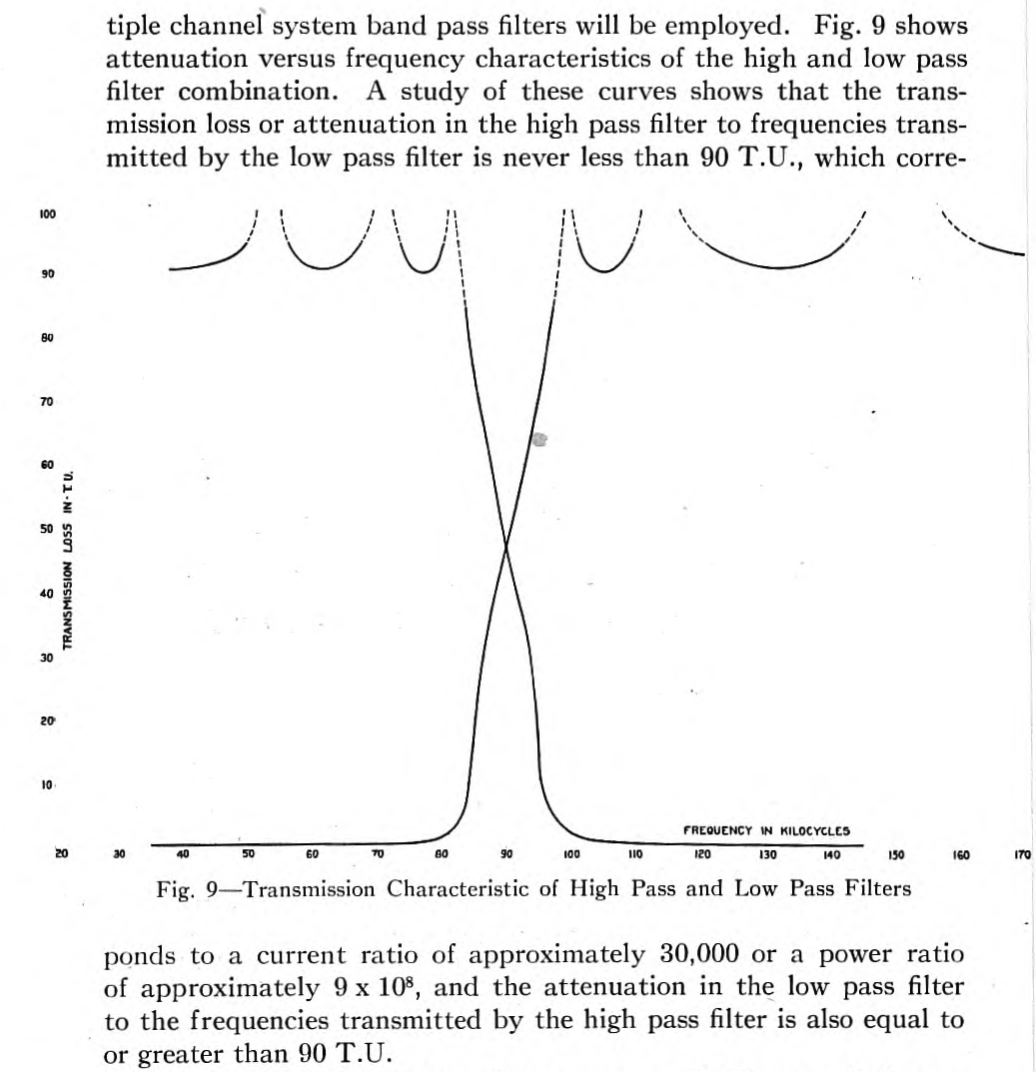 tiple channel system band pass filters will be employed. Fig. 9 shows
attenuation versus frequency characteristics of the high and low pass
filter combination. A study of these curves shows that the trans-
mission loss or attenuation in the high pass filter to frequencies trans-
mitted by the low pass filter is never less than 90 T.U., which corre-
100
90
80
70
60
50
40
30
20
10
TRANSMISSION LOSS IN-T.U.
FREQUENCY IN KILOCYCLES
20 30 40 50 60 70 80 90 100 110 120 130 140 150 160 170
Fig. 9—Transmission Characteristic of High Pass and Low Pass Filters
ponds to a current ratio of approximately 30,000 or a power ratio
of approximately 9 x 10⁸, and the attenuation in the low pass filter
to the frequencies transmitted by the high pass filter is also equal to
or greater than 90 T.U.